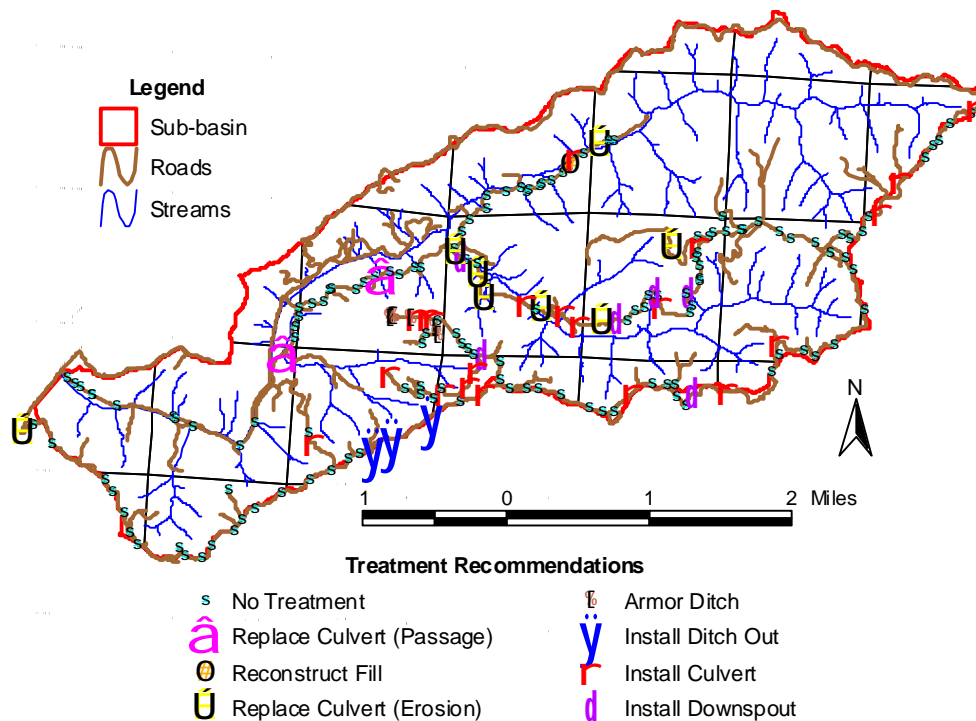 Legend
Sub-basin
Roads
Streams
N
1 0 1 2 Miles
Treatment Recommendations
s No Treatment
â Replace Culvert (Passage)
Reconstruct Fill
Ú Replace Culvert (Erosion)
Armor Ditch
ÿ Install Ditch Out
r Install Culvert
d Install Downspout